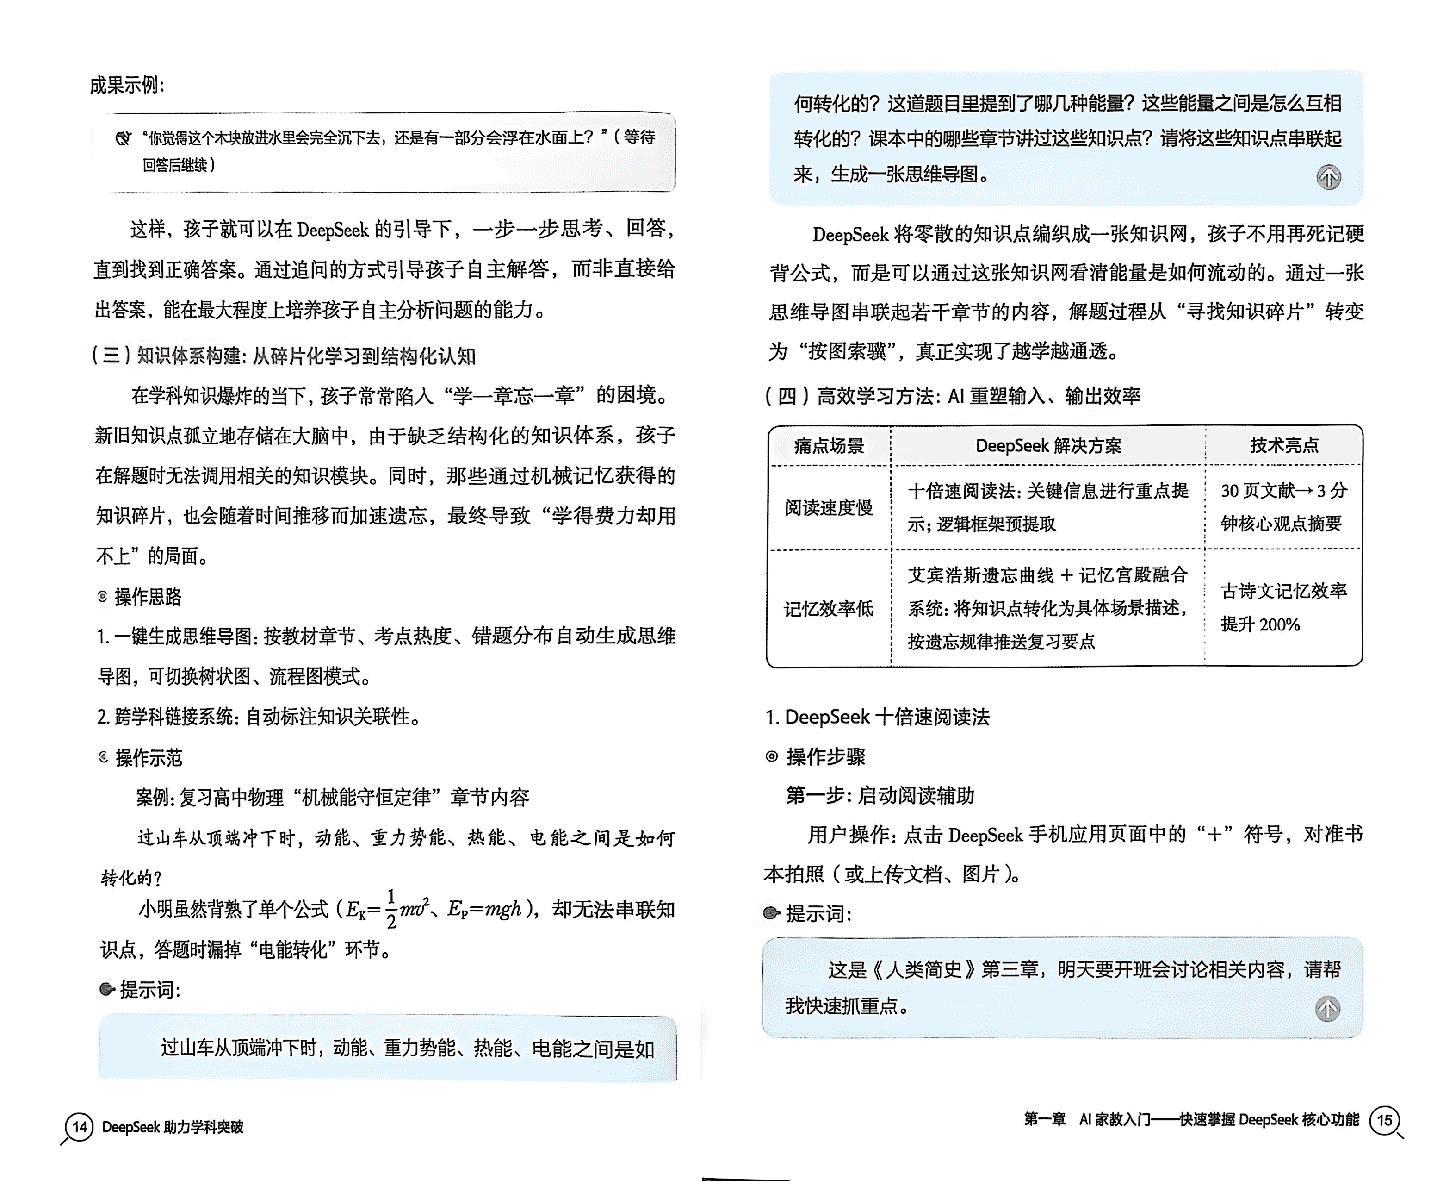 成果示例：
“你觉得这个木块放进水里会完全沉下去，还是有一部分会浮在水面上？”（等待
回答后继续）
这样，孩子就可以在 DeepSeek 的引导下，一步一步思考、回答，
直到找到正确答案。通过追问的方式引导孩子自主解答，而非直接给
出答案，能在最大程度上培养孩子自主分析问题的能力。
（三）知识体系构建：从碎片化学习到结构化认知
在学科知识爆炸的当下，孩子常常陷入“学一章忘一章”的困境。
新旧知识点孤立地存储在大脑中，由于缺乏结构化的知识体系，孩子
在解题时无法调用相关的知识模块。同时，那些通过机械记忆获得的
知识碎片，也会随着时间推移而加速遗忘，最终导致“学得费力却用
不上”的局面。
操作思路
1. 一键生成思维导图：按教材章节、考点热度、错题分布自动生成思维
导图，可切换树状图、流程图模式。
2. 跨学科链接系统：自动标注知识关联性。
操作示范
案例：复习高中物理“机械能守恒定律”章节内容
过山车从顶端冲下时，动能、重力势能、热能、电能之间是如何
转化的？
小明虽然背熟了单个公式（Eₖ=1/2mv²、Eₚ=mgh），却无法串联知
识点，答题时漏掉“电能转化”环节。
提示词：
过山车从顶端冲下时，动能、重力势能、热能、电能之间是如
14 DeepSeek 助力学科突破
何转化的？这道题目里提到了哪几种能量？这些能量之间是怎么互相
转化的？课本中的哪些章节讲过这些知识点？请将这些知识点串联起
来，生成一张思维导图。
DeepSeek 将零散的知识点编织成一张知识网，孩子不用再死记硬
背公式，而是可以通过这张知识网看清能量是如何流动的。通过一张
思维导图串联起若干章节的内容，解题过程从“寻找知识碎片”转变
为“按图索骥”，真正实现了越学越通透。
（四）高效学习方法：AI 重塑输入、输出效率
痛点场景 DeepSeek 解决方案 技术亮点
阅读速度慢 十倍速阅读法：关键信息进行重点提 30 页文献→3 分
示；逻辑框架预提取 钟核心观点摘要
记忆效率低 艾宾浩斯遗忘曲线 + 记忆宫殿融合 古诗文记忆效率
系统：将知识点转化为具体场景描述， 提升 200%
按遗忘规律推送复习要点
1. DeepSeek 十倍速阅读法
◎ 操作步骤
第一步：启动阅读辅助
用户操作：点击 DeepSeek 手机应用页面中的“+”符号，对准书
本拍照（或上传文档、图片）。
提示词：
这是《人类简史》第三章，明天要开班会讨论相关内容，请帮
我快速抓重点。
第一章 AI 家教入门——快速掌握 DeepSeek 核心功能 15